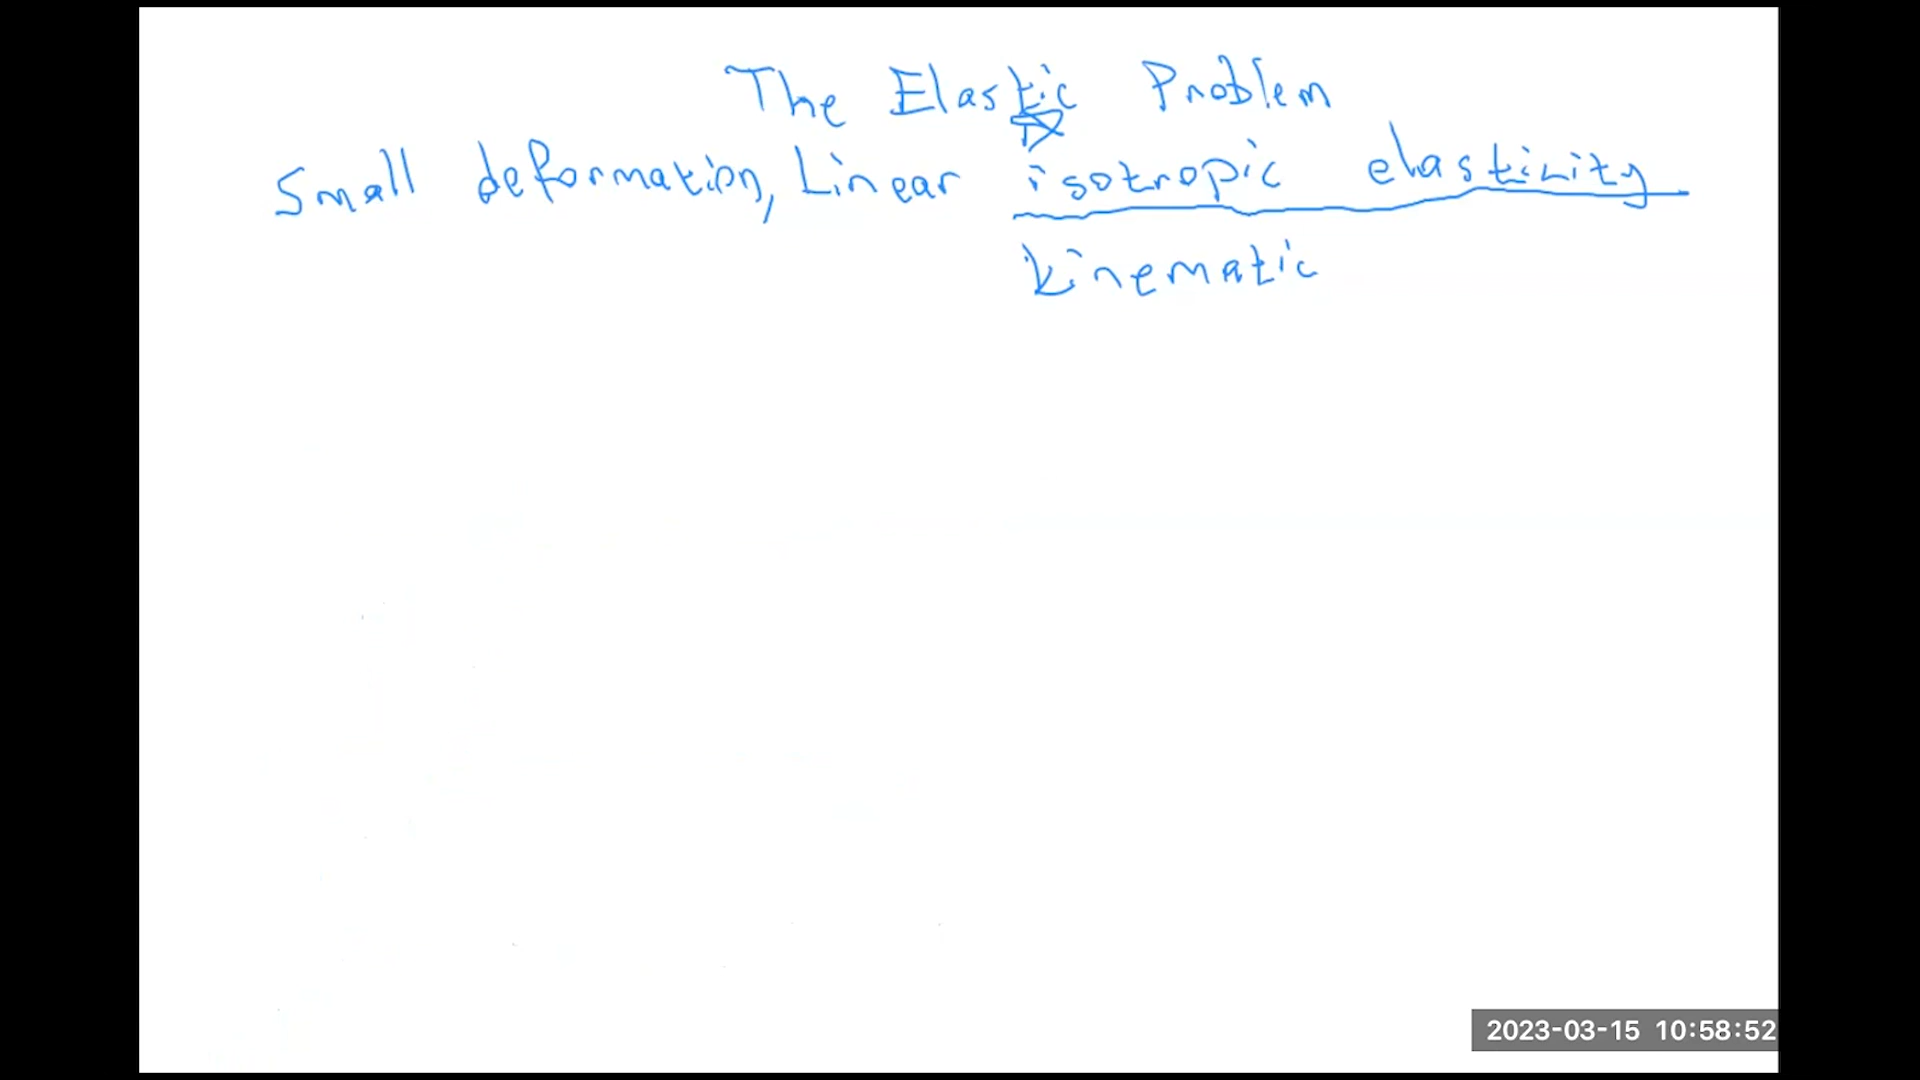 The Elastic Problem
Small deformation, Linear isotropic elasticity
kinematic
2023-03-15 10:58:52